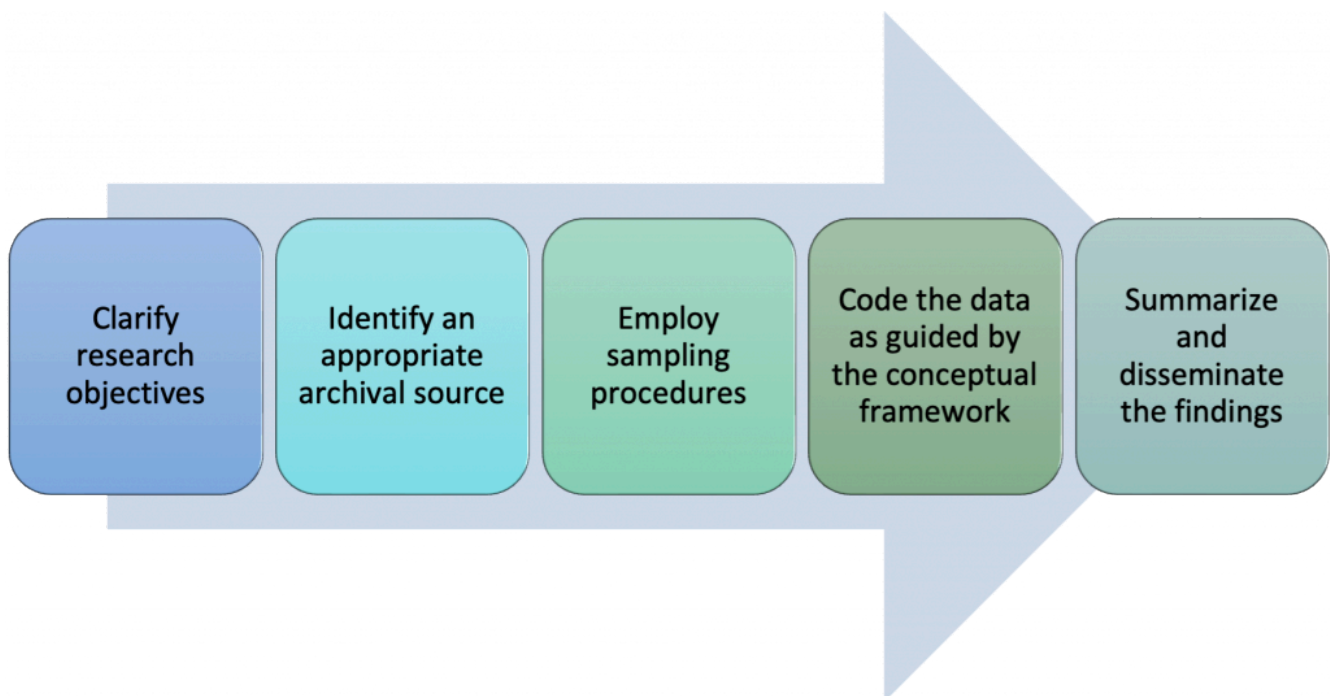 Clarify
research
objectives
Identify an
appropriate
archival source
Employ
sampling
procedures
Code the data
as guided by
the conceptual
framework
Summarize
and
disseminate
the findings